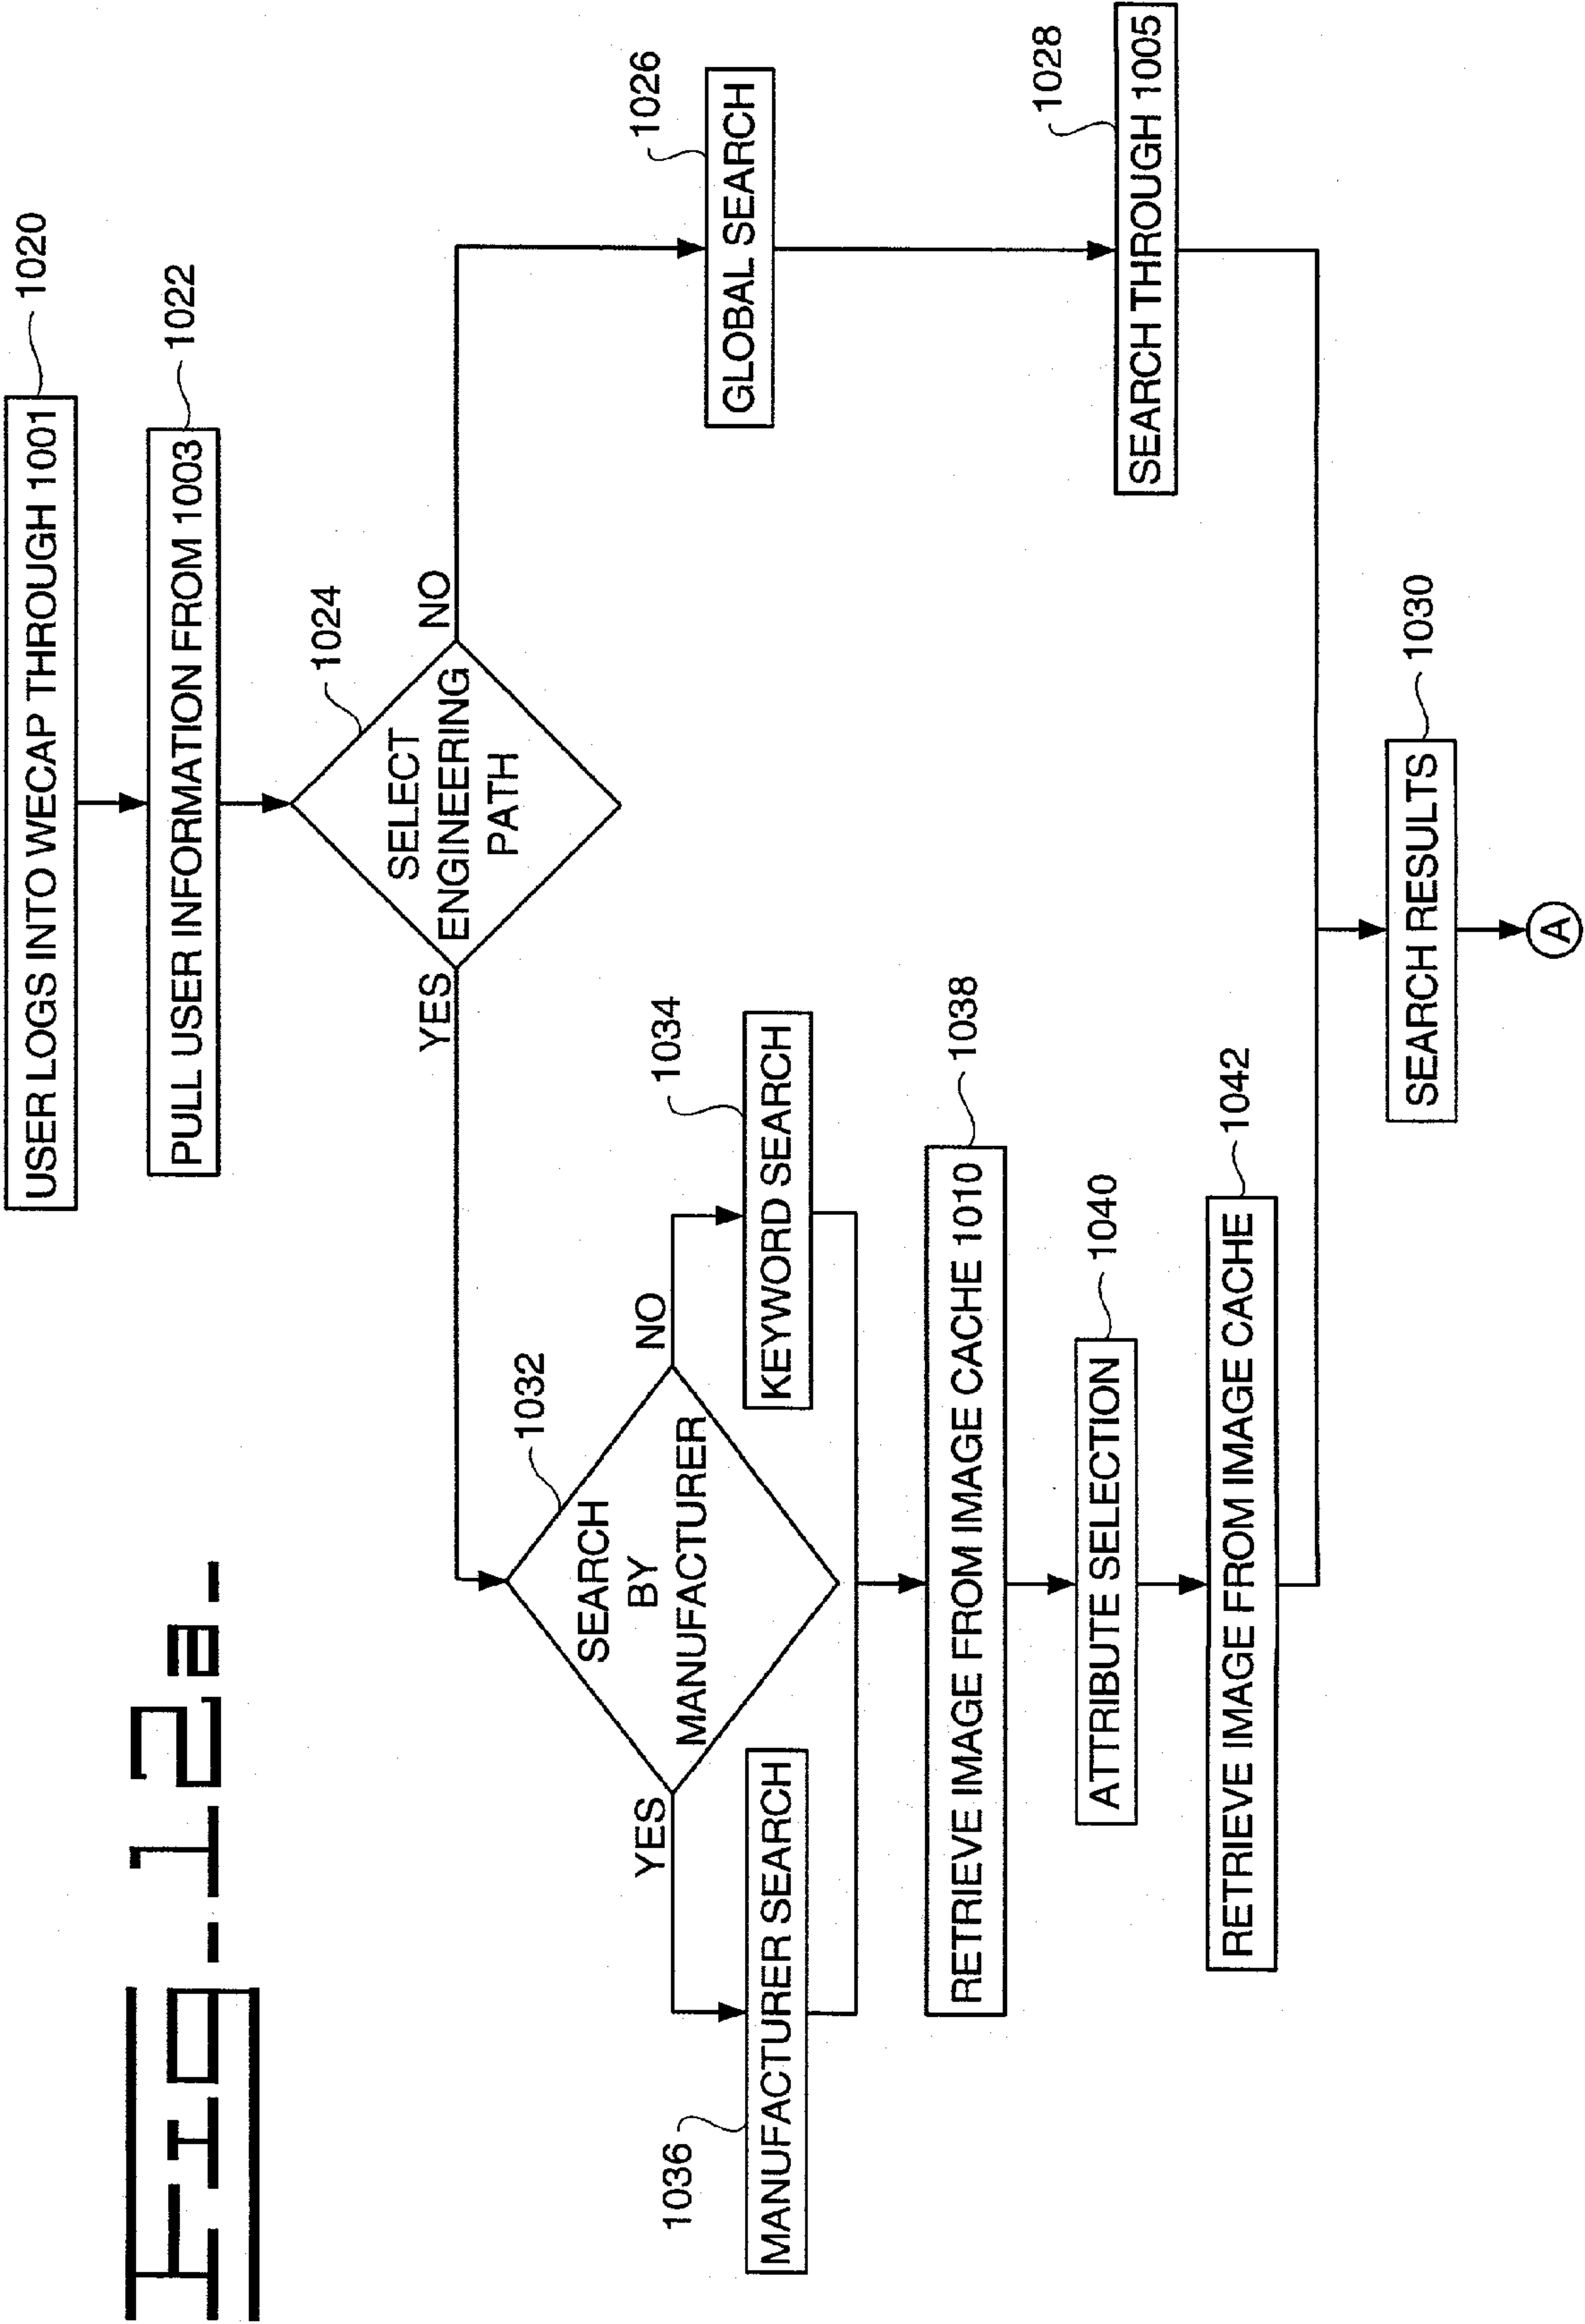 Fig-12a-
USER LOGS INTO WECAP THROUGH 1001
1020
PULL USER INFORMATION FROM 1003
1022
SELECT
ENGINEERING
PATH
1024
YES
NO
GLOBAL SEARCH
1026
SEARCH THROUGH 1005
1028
SEARCH
BY
MANUFACTURER
1032
YES
NO
MANUFACTURER SEARCH
1036
KEYWORD SEARCH
1034
RETRIEVE IMAGE FROM IMAGE CACHE 1010
1038
ATTRIBUTE SELECTION
1040
RETRIEVE IMAGE FROM IMAGE CACHE
1042
SEARCH RESULTS
1030
A